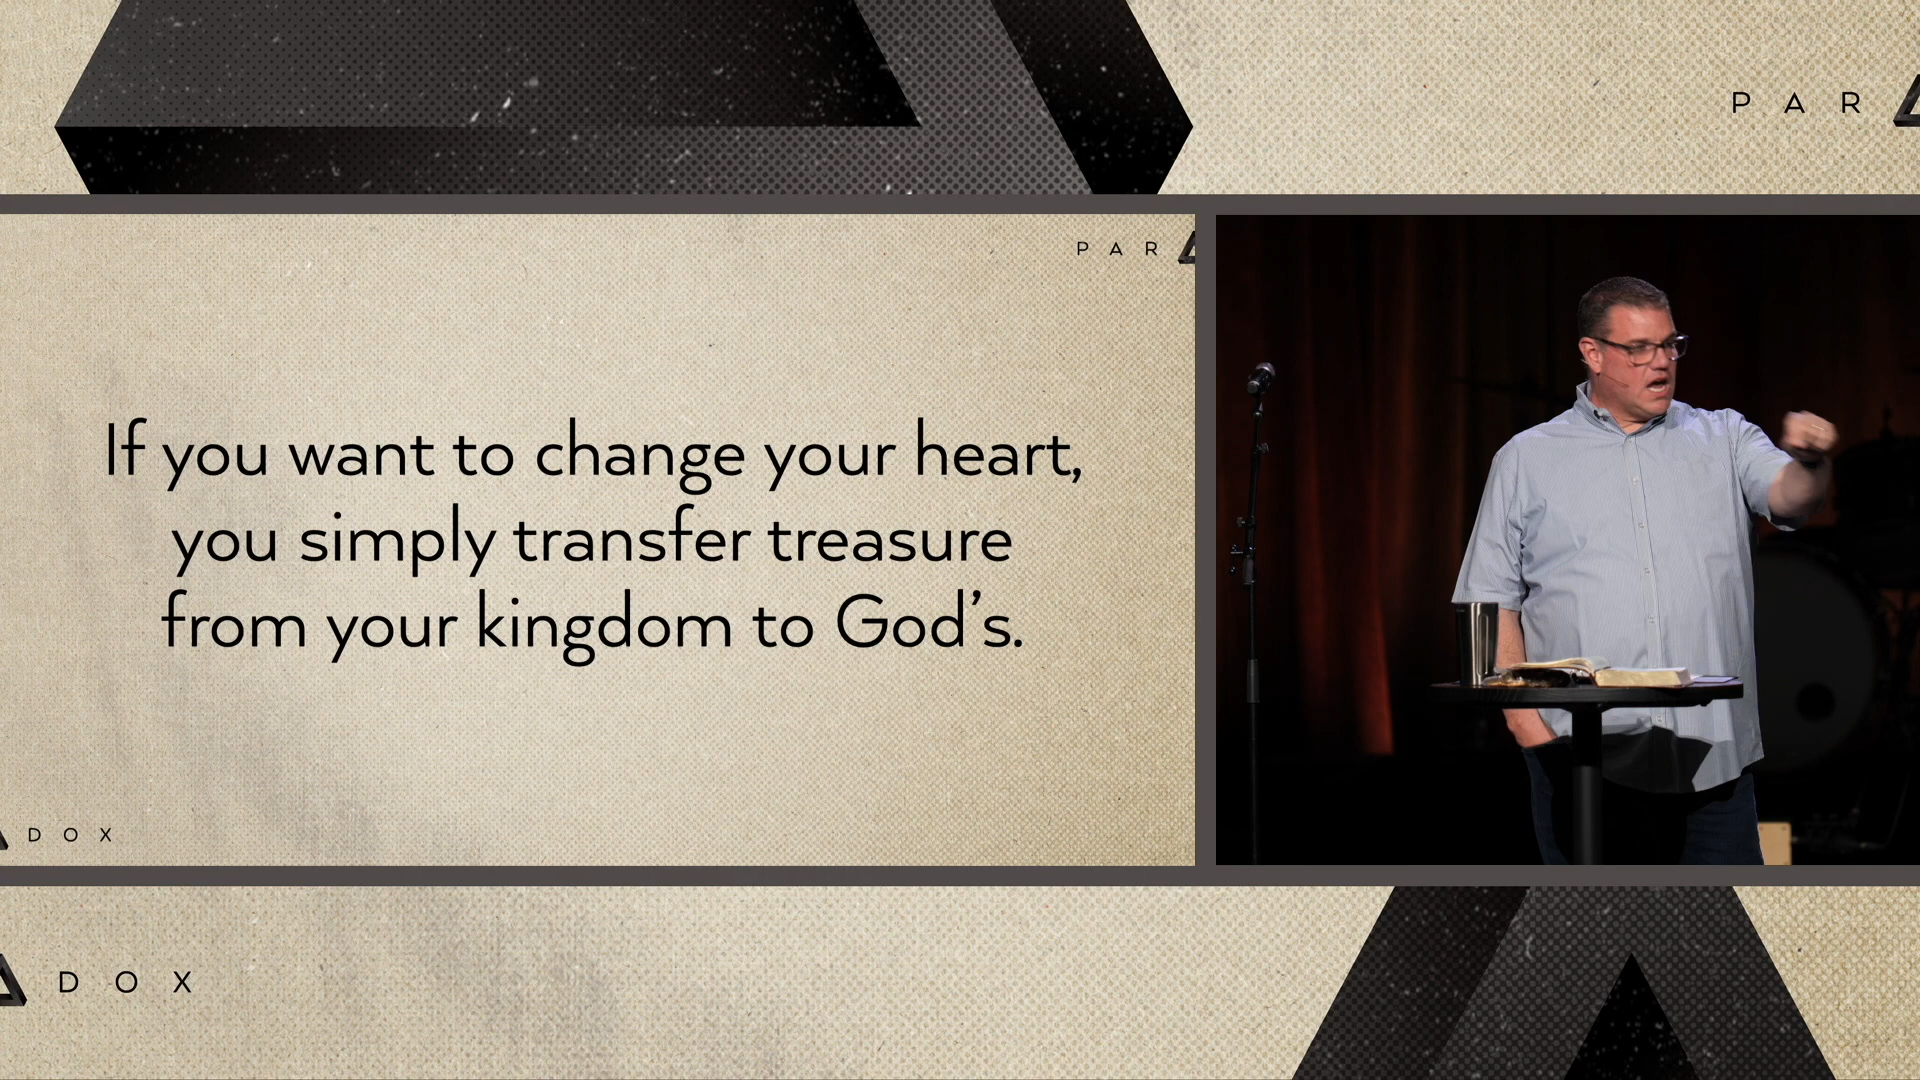 P A R
P A R
If you want to change your heart,
you simply transfer treasure
from your kingdom to God's.
D O X
D O X